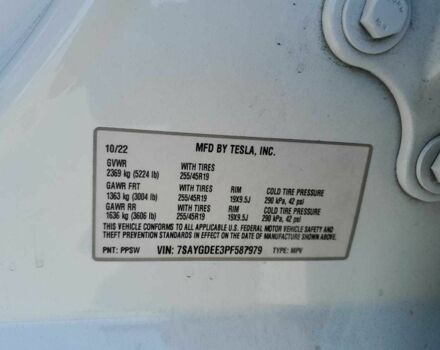 10/22 MFD BY TESLA, INC.
GVWR WITH TIRES
2369 kg (5224 lb) 255/45R19
GAWR FRT WITH TIRES RIM COLD TIRE PRESSURE
1363 kg (3004 lb) 255/45R19 19X9.5J 290 kPa, 42 psi
GAWR RR WITH TIRES RIM COLD TIRE PRESSURE
1636 kg (3606 lb) 255/45R19 19X9.5J 290 kPa, 42 psi
THIS VEHICLE CONFORMS TO ALL APPLICABLE U.S. FEDERAL MOTOR VEHICLE SAFETY AND
THEFT PREVENTION STANDARDS IN EFFECT ON THE DATE OF MANUFACTURE SHOWN ABOVE.
PNT: PPSW VIN: 7SAYGDEE3PF587979 TYPE: MPV